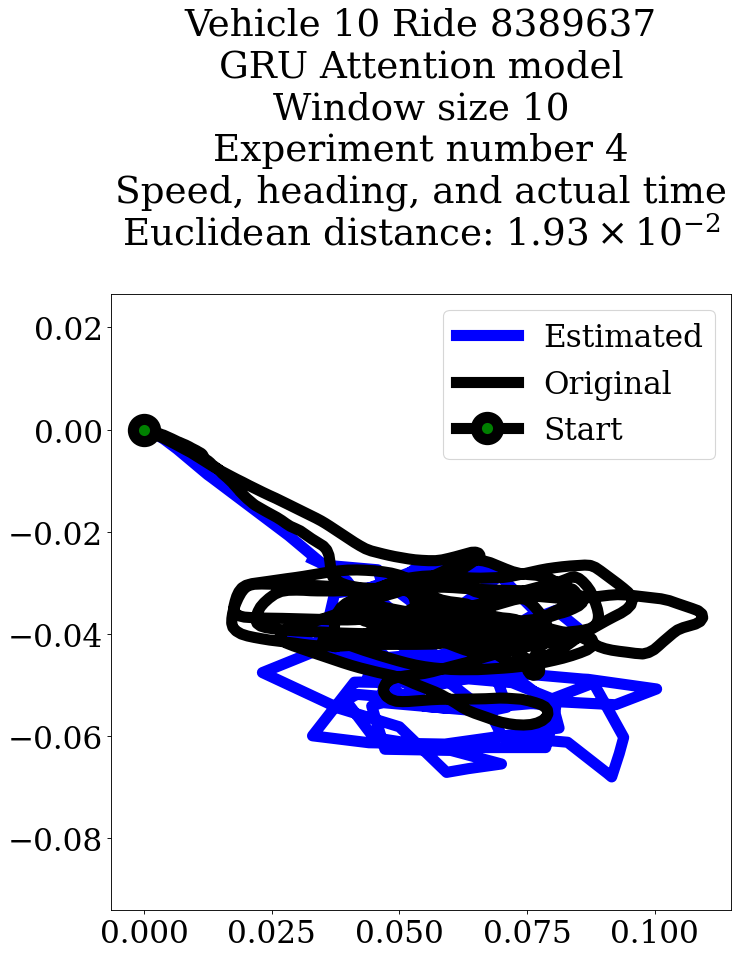 Vehicle 10 Ride 8389637
GRU Attention model
Window size 10
Experiment number 4
Speed, heading, and actual time
Euclidean distance: 1.93 × 10⁻²
Estimated
Original
Start
0.02
0.00
−0.02
−0.04
−0.06
−0.08
0.000 0.025 0.050 0.075 0.100